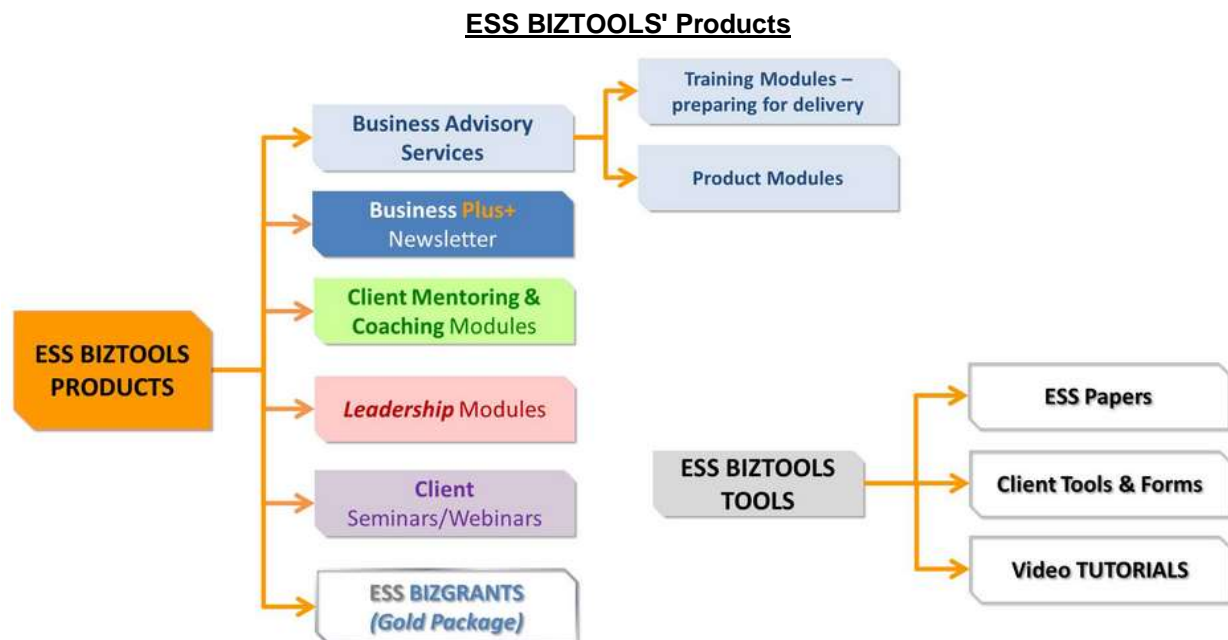 ESS BIZTOOLS' Products
ESS BIZTOOLS
PRODUCTS
Business Advisory
Services
Training Modules –
preparing for delivery
Product Modules
Business Plus+
Newsletter
Client Mentoring &
Coaching Modules
Leadership Modules
Client
Seminars/Webinars
ESS BIZGRANTS
(Gold Package)
ESS BIZTOOLS
TOOLS
ESS Papers
Client Tools & Forms
Video TUTORIALS